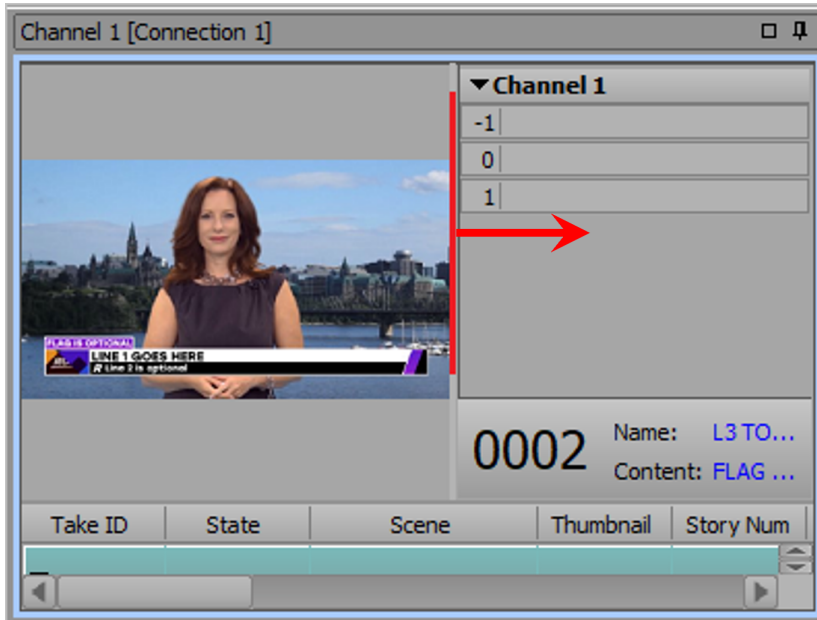 Channel 1 [Connection 1]
Channel 1
-1
0
1
FLAG IS OPTIONAL
LINE 1 GOES HERE
Line 2 is optional
0002
Name: L3 TO...
Content: FLAG ...
Take ID State Scene Thumbnail Story Num